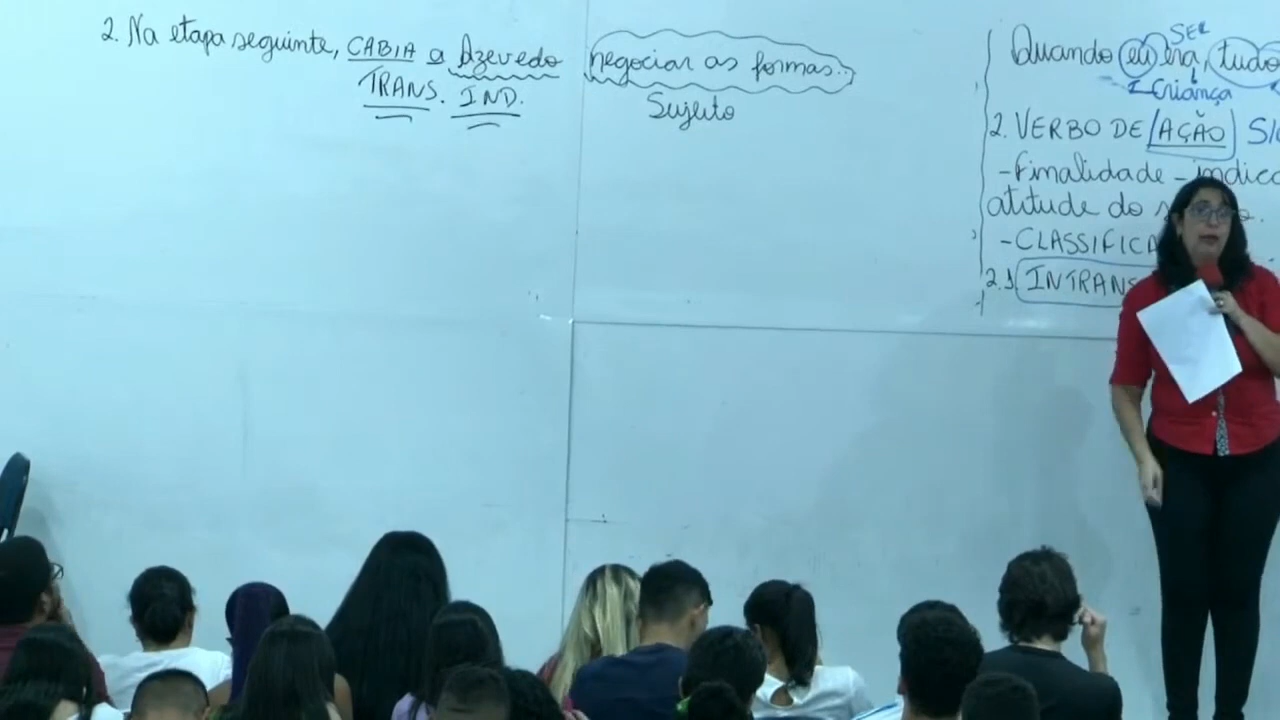 2. Na etapa seguinte, CABIA a Azevedo negociar as formas...
TRANS. IND.
Sujeito
SER
Quando eu era, tudo
Criança
2. VERBO DE AÇÃO
- Finalidade - indica
atitude do
- CLASSIFICA
2.1 INTRANS